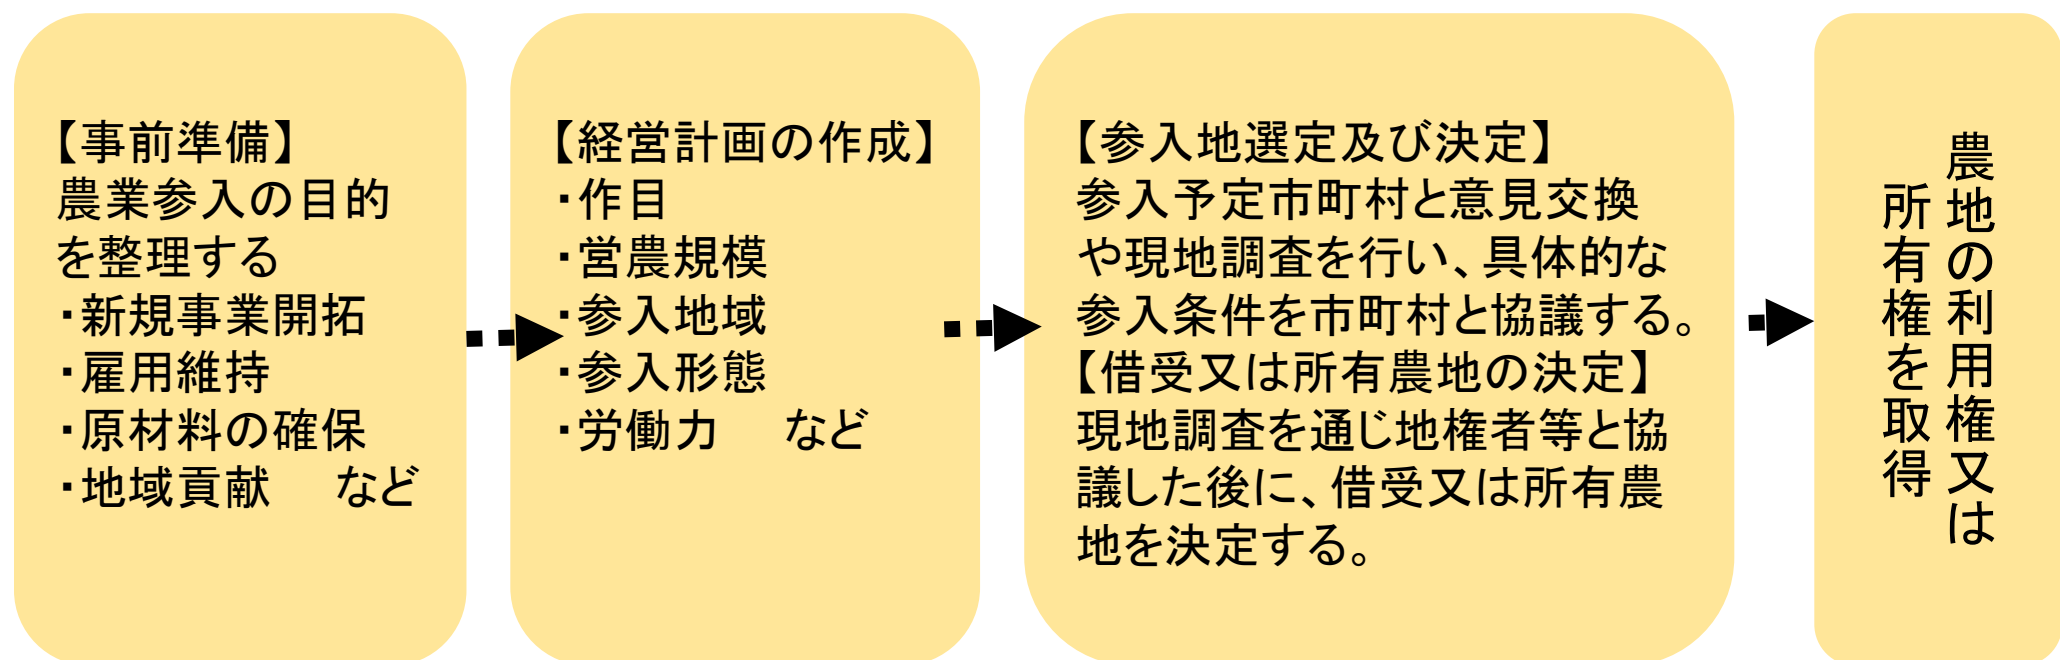 【事前準備】
農業参入の目的
を整理する
・新規事業開拓
・雇用維持
・原材料の確保
・地域貢献　など
【経営計画の作成】
・作目
・営農規模
・参入地域
・参入形態
・労働力　など
【参入地選定及び決定】
参入予定市町村と意見交換
や現地調査を行い、具体的な
参入条件を市町村と協議する。
【借受又は所有農地の決定】
現地調査を通じ地権者等と協
議した後に、借受又は所有農
地を決定する。
農地の利用権又は
所有権を取得